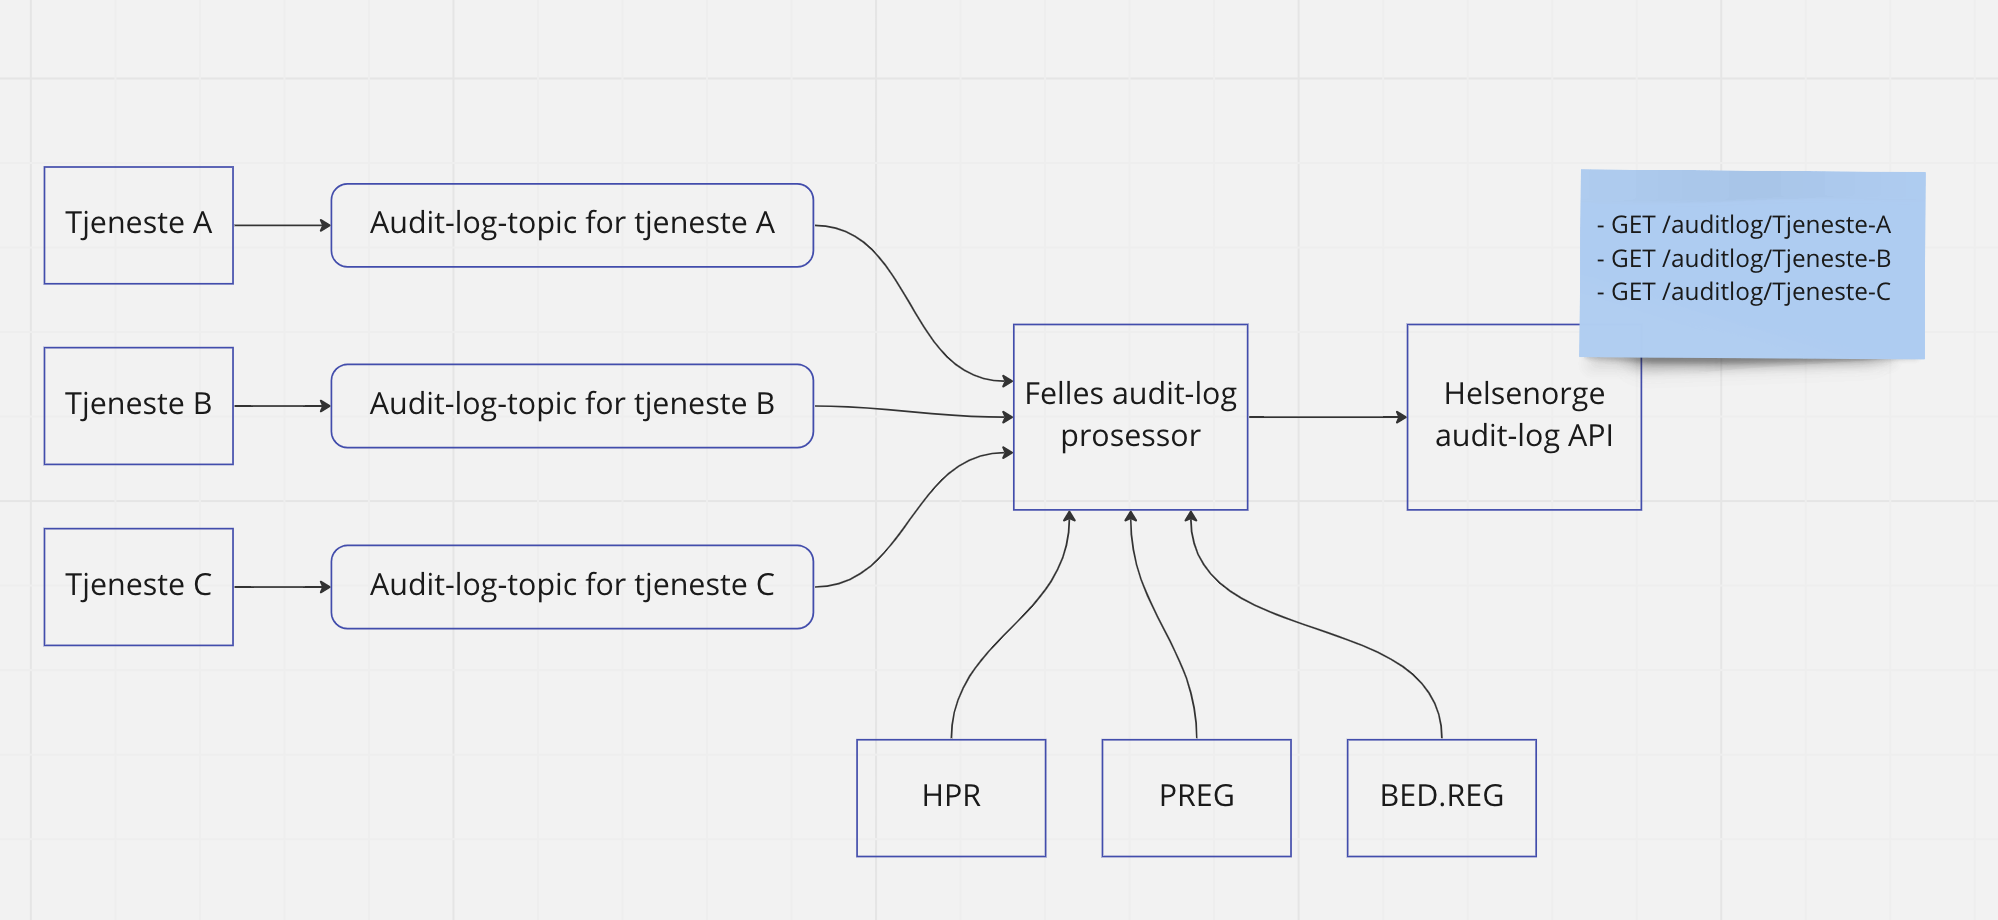 Tjeneste A
Audit-log-topic for tjeneste A
- GET /auditlog/Tjeneste-A
- GET /auditlog/Tjeneste-B
- GET /auditlog/Tjeneste-C
Tjeneste B
Audit-log-topic for tjeneste B
Felles audit-log
prosessor
Helsenorge
audit-log API
Tjeneste C
Audit-log-topic for tjeneste C
HPR
PREG
BED.REG